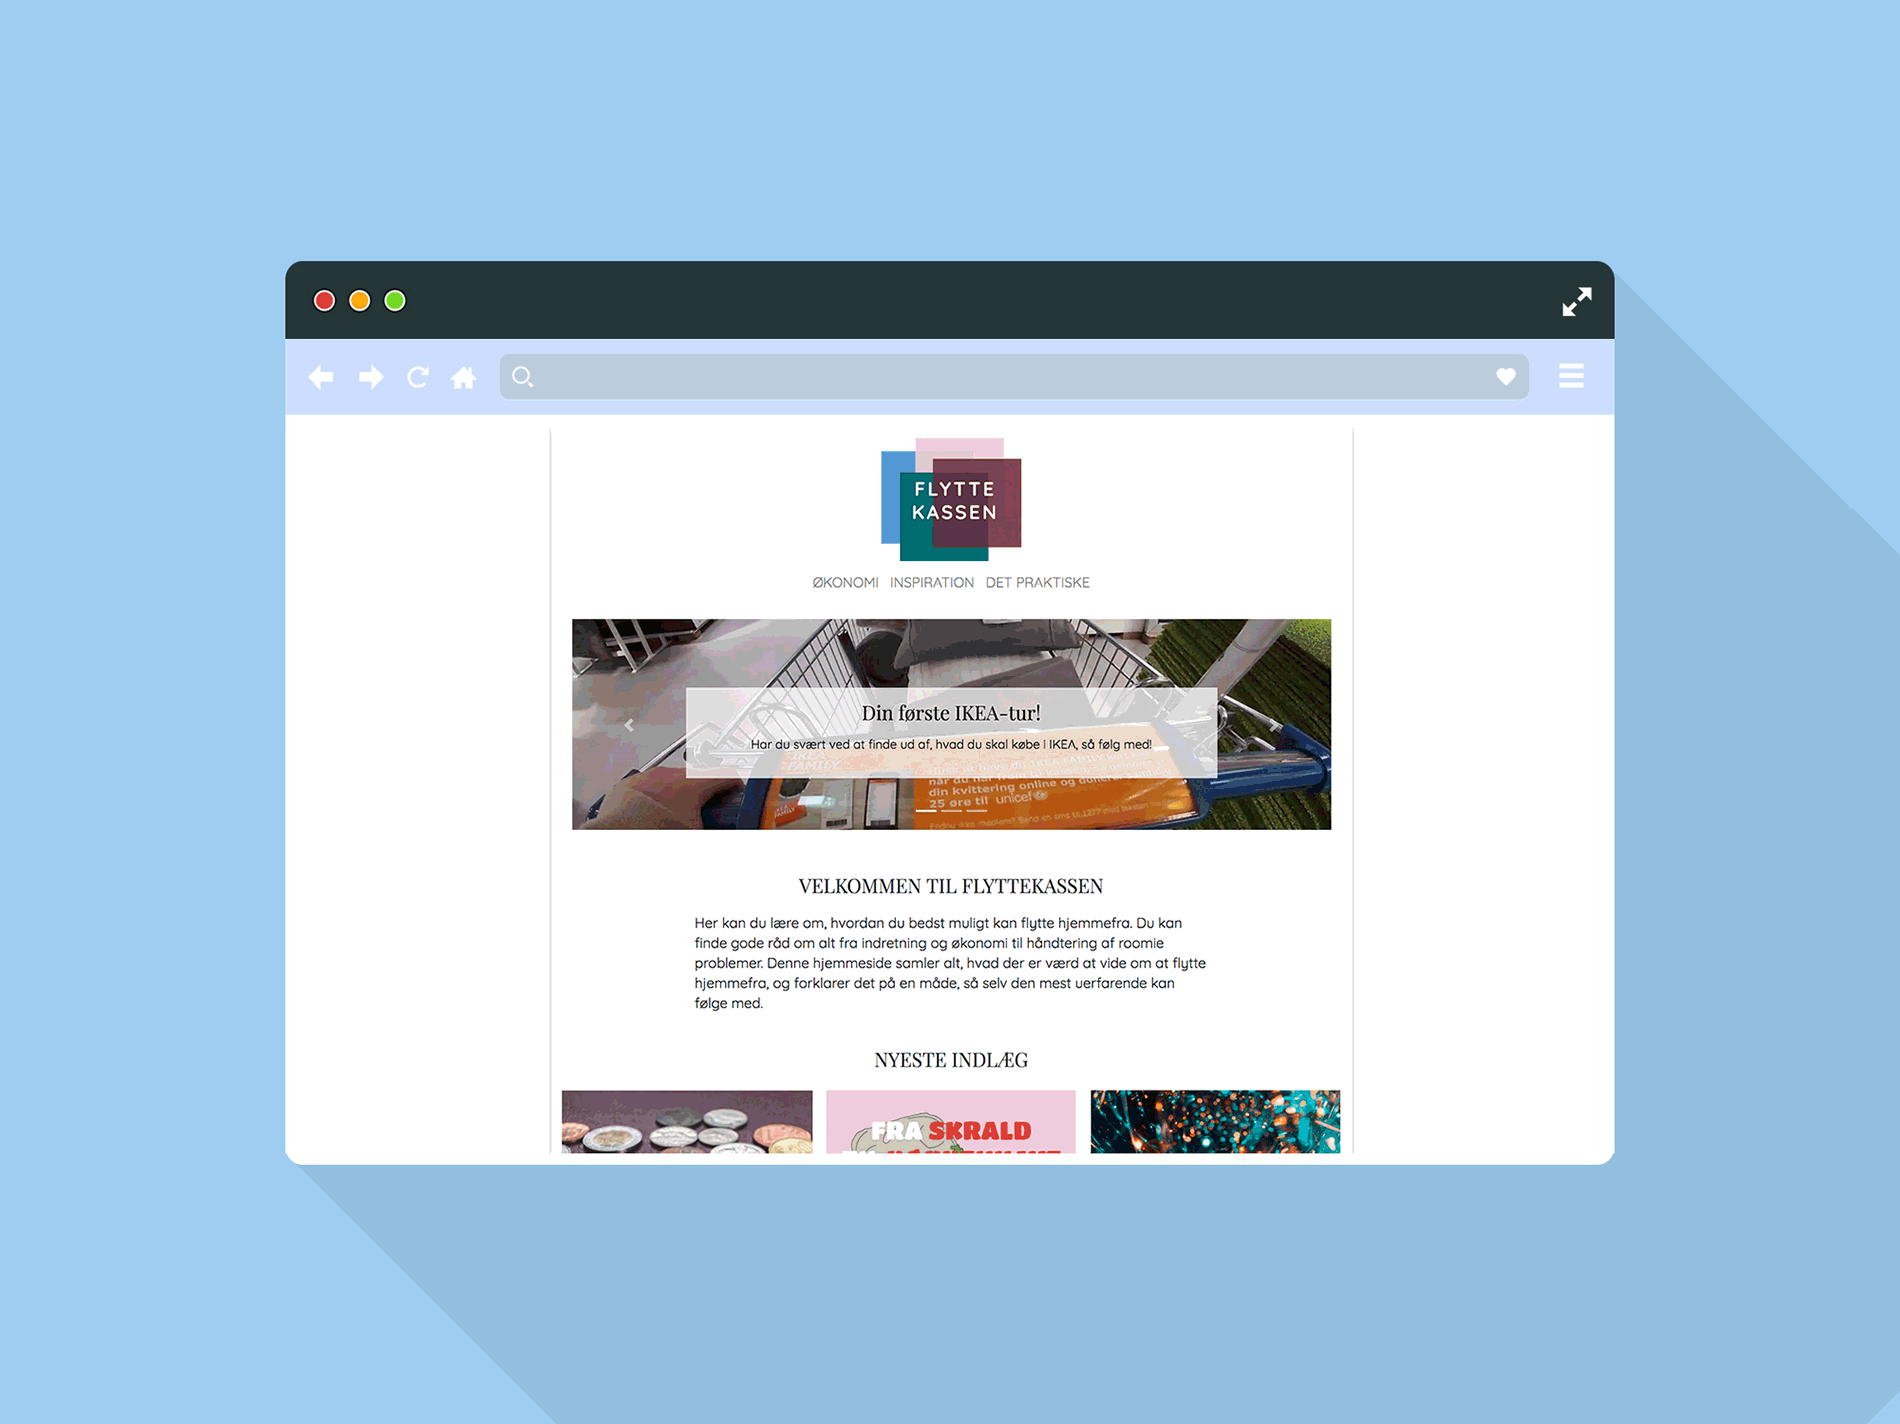 FLYTTE
KASSEN
ØKONOMI INSPIRATION DET PRAKTISKE
Din første IKEA-tur!
Har du svært ved at finde ud af, hvad du skal købe i IKEA, så følg med!
IKEA
FAMILY
når du har
din kvittering online og
25 øre til unicef
VELKOMMEN TIL FLYTTEKASSEN
Her kan du lære om, hvordan du bedst muligt kan flytte hjemmefra. Du kan
finde gode råd om alt fra indretning og økonomi til håndtering af roomie
problemer. Denne hjemmeside samler alt, hvad der er værd at vide om at flytte
hjemmefra, og forklarer det på en måde, så selv den mest uerfarende kan
følge med.
NYESTE INDLÆG
FRA SKRALD